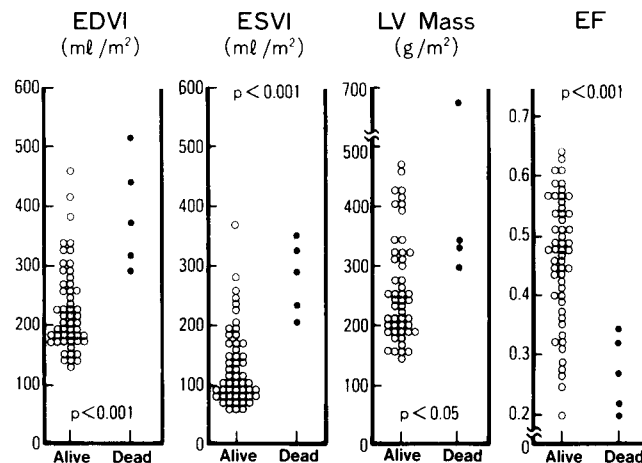 EDVI ESVI LV Mass EF
(mℓ/m²) (mℓ/m²) (g/m²)
600 600 700 0.7
p<0.001 p<0.001
500 500 500 0.6
400 400 400 0.5
300 300 300 0.4
200 200 200 0.3
100 100 100 0.2
p<0.001 p<0.05
0 0 0 0
Alive Dead Alive Dead Alive Dead Alive Dead